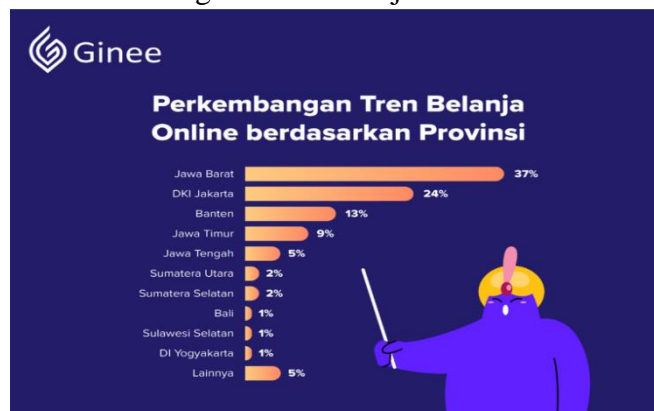 Ginee
Perkembangan Tren Belanja
Online berdasarkan Provinsi
Jawa Barat 37%
DKI Jakarta 24%
Banten 13%
Jawa Timur 9%
Jawa Tengah 5%
Sumatera Utara 2%
Sumatera Selatan 2%
Bali 1%
Sulawesi Selatan 1%
DI Yogyakarta 1%
Lainnya 5%